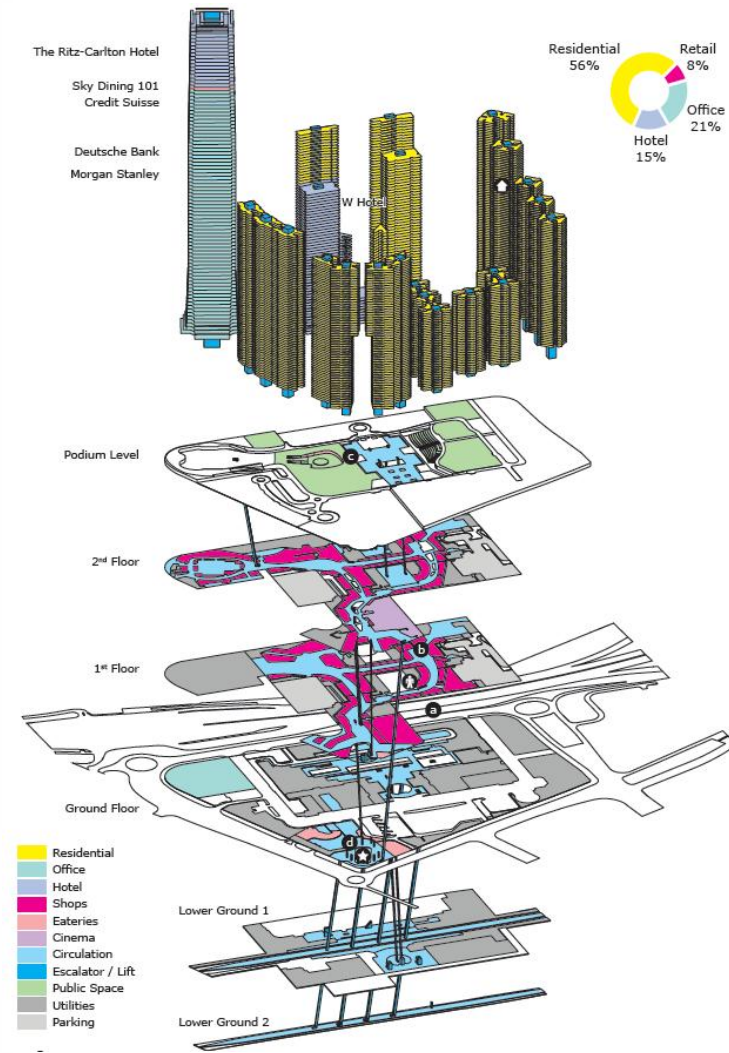 The Ritz-Carlton Hotel
Sky Dining 101
Credit Suisse
Deutsche Bank
Morgan Stanley
W Hotel
Residential
56%
Retail
8%
Office
21%
Hotel
15%
Podium Level
c
2nd Floor
1st Floor
b
a
Ground Floor
d
Residential
Office
Hotel
Shops
Eateries
Cinema
Circulation
Escalator / Lift
Public Space
Utilities
Parking
Lower Ground 1
Lower Ground 2